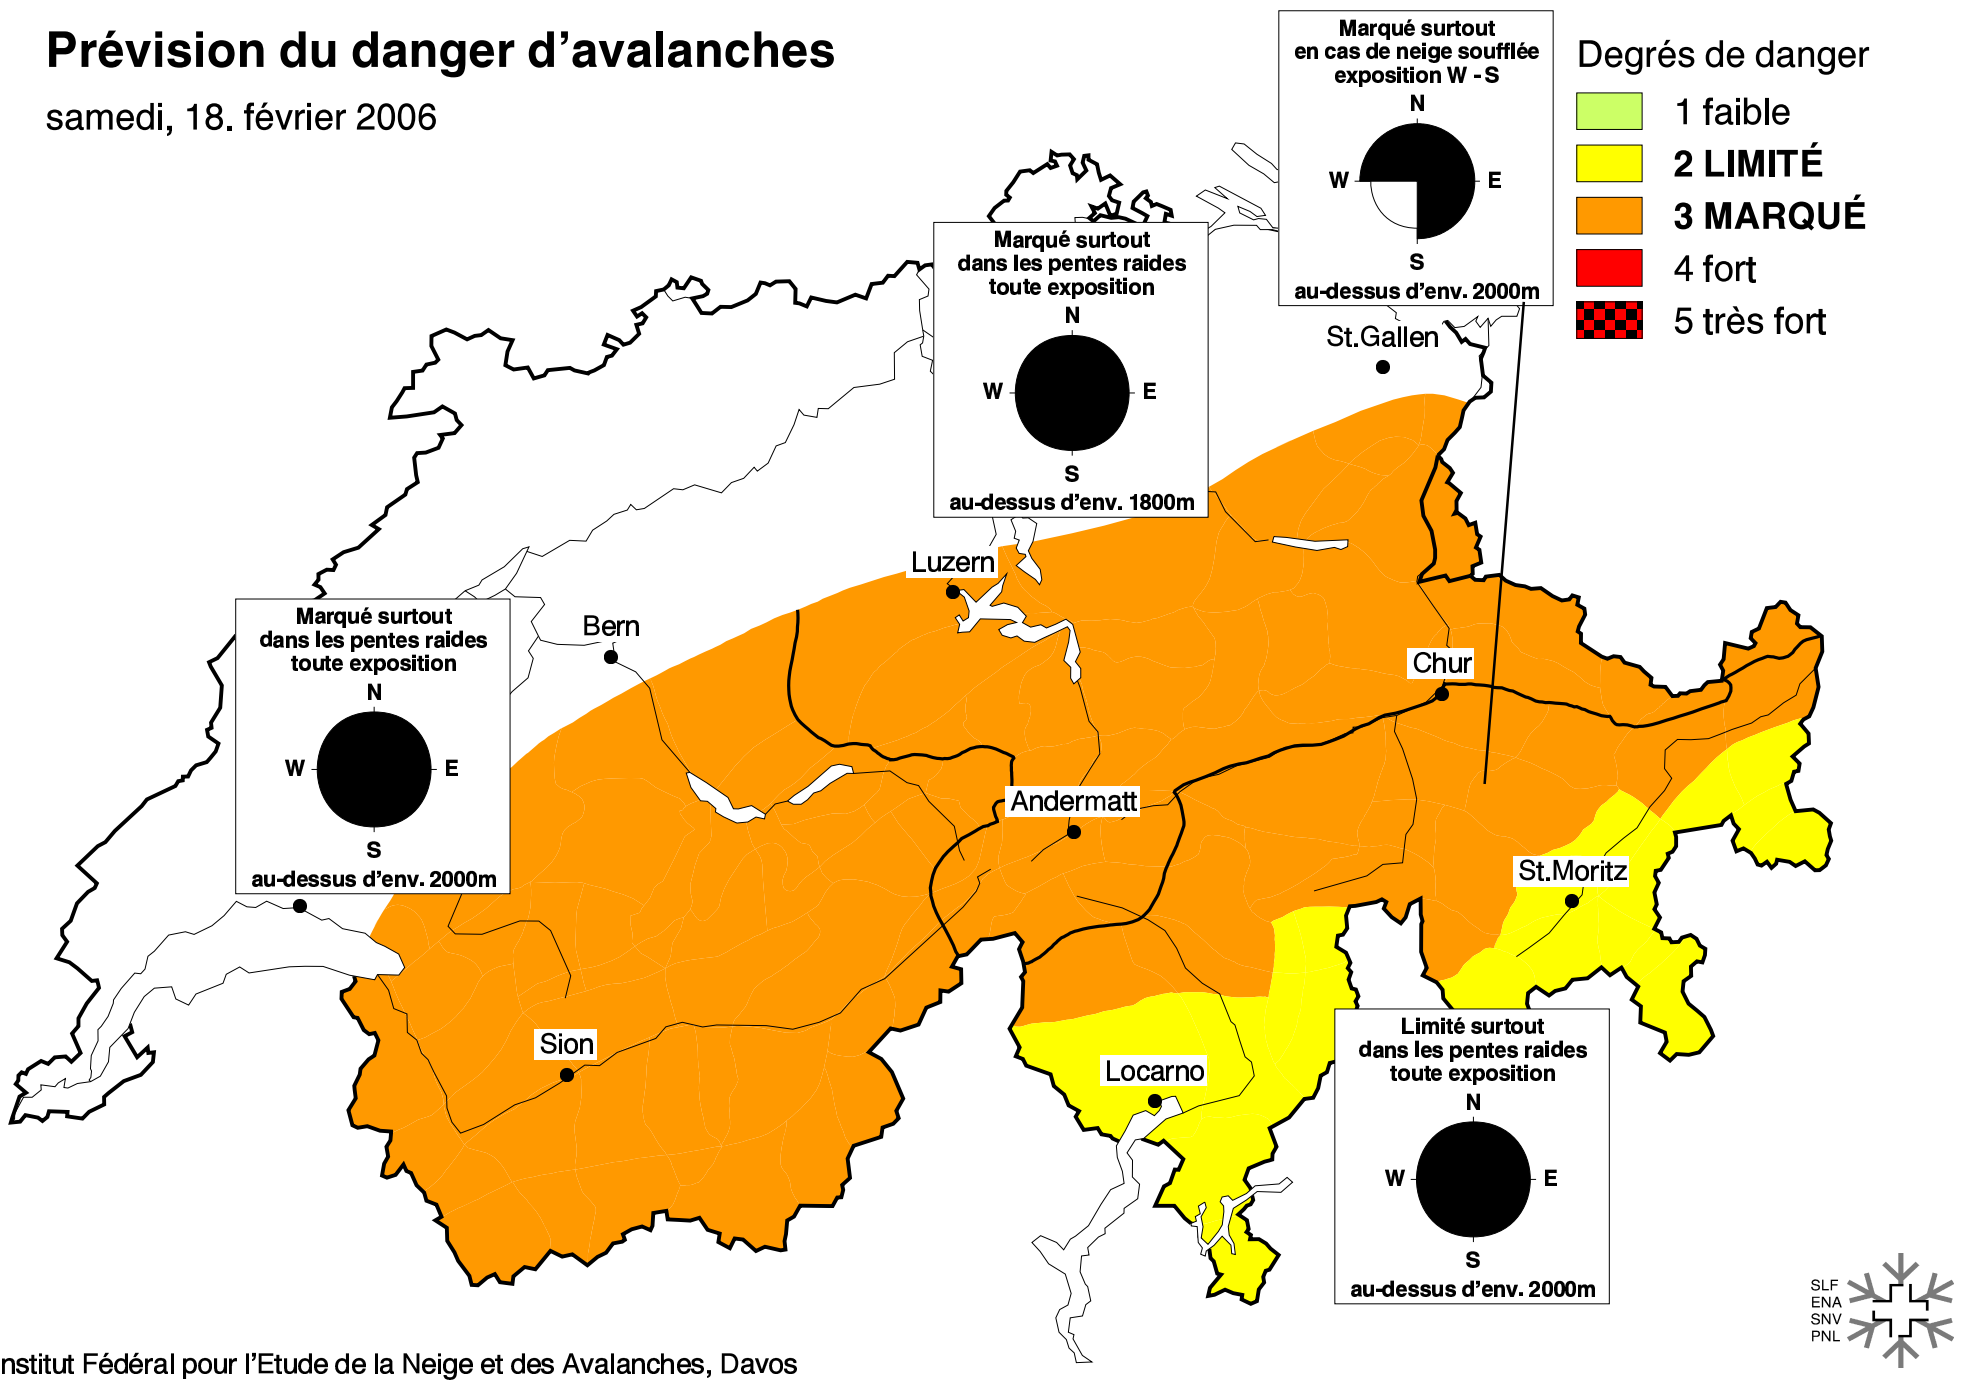 Prévision du danger d'avalanches
samedi, 18. février 2006
Marqué surtout
en cas de neige soufflée
exposition W - S
N
W
E
S
au-dessus d'env. 2000m
Degrés de danger
1 faible
2 LIMITÉ
3 MARQUÉ
4 fort
5 très fort
Marqué surtout
dans les pentes raides
toute exposition
N
W
E
S
au-dessus d'env. 1800m
St.Gallen
Luzern
Marqué surtout
dans les pentes raides
toute exposition
N
W
E
S
au-dessus d'env. 2000m
Bern
Chur
Andermatt
St.Moritz
Sion
Locarno
Limité surtout
dans les pentes raides
toute exposition
N
W
E
S
au-dessus d'env. 2000m
SLF
ENA
SNV
PNL
nstitut Fédéral pour l'Etude de la Neige et des Avalanches, Davos